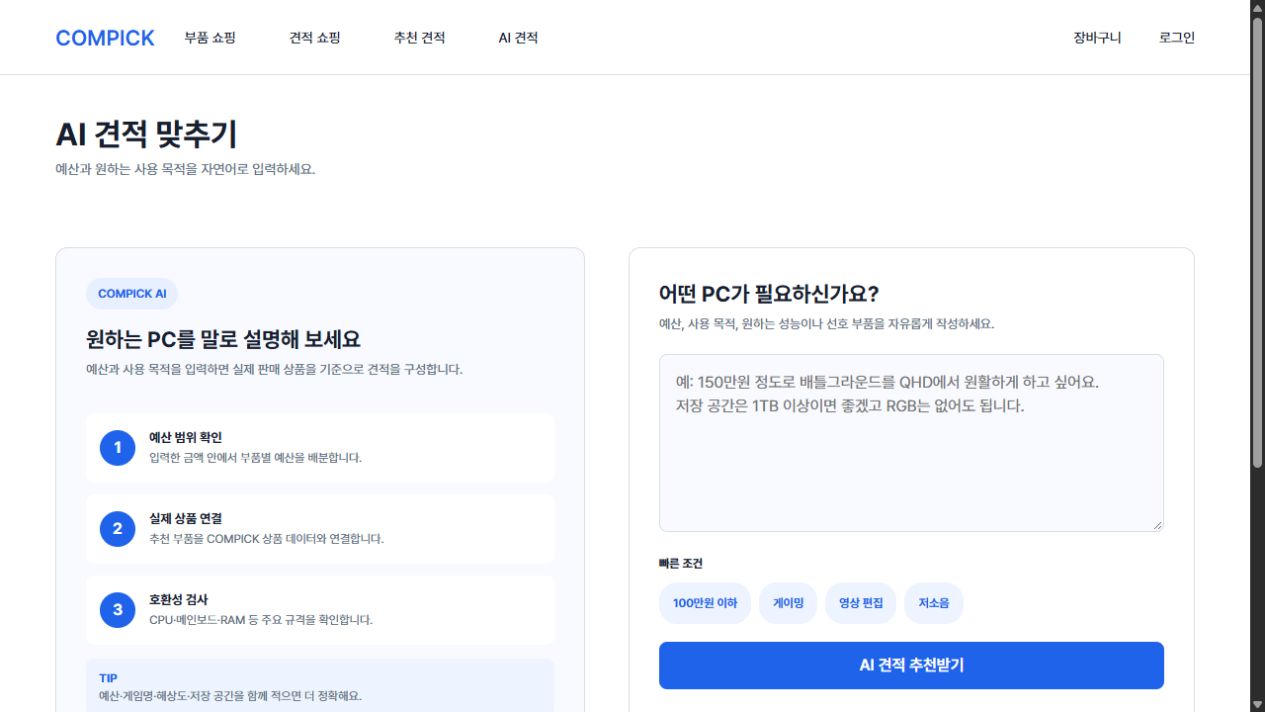 COMPICK
부품 쇼핑
견적 쇼핑
추천 견적
AI 견적
장바구니
로그인
AI 견적 맞추기
예산과 원하는 사용 목적을 자연어로 입력하세요.
COMPICK AI
원하는 PC를 말로 설명해 보세요
예산과 사용 목적을 입력하면 실제 판매 상품을 기준으로 견적을 구성합니다.
1
예산 범위 확인
입력한 금액 안에서 부품별 예산을 배분합니다.
2
실제 상품 연결
추천 부품을 COMPICK 상품 데이터와 연결합니다.
3
호환성 검사
CPU·메인보드·RAM 등 주요 규격을 확인합니다.
TIP
예산·게임명·해상도·저장 공간을 함께 적으면 더 정확해요.
어떤 PC가 필요하신가요?
예산, 사용 목적, 원하는 성능이나 선호 부품을 자유롭게 작성하세요.
예: 150만원 정도로 배틀그라운드를 QHD에서 원활하게 하고 싶어요.
저장 공간은 1TB 이상이면 좋겠고 RGB는 없어도 됩니다.
빠른 조건
100만원 이하
게이밍
영상 편집
저소음
AI 견적 추천받기